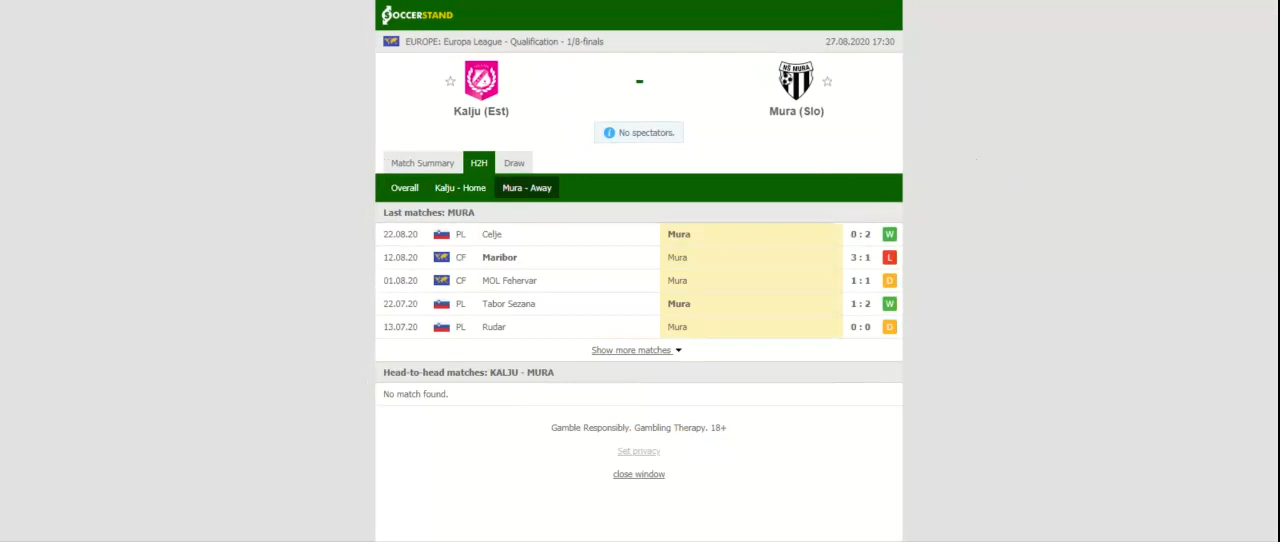 SOCCERSTAND
EUROPE: Europa League - Qualification - 1/8-finals 27.08.2020 17:30
NŠ MURA
Kalju (Est) - Mura (Slo)
No spectators.
Match Summary H2H Draw
Overall Kalju - Home Mura - Away
Last matches: MURA
22.08.20 PL Celje Mura 0 : 2 W
12.08.20 CF Maribor Mura 3 : 1 L
01.08.20 CF MOL Fehervar Mura 1 : 1 D
22.07.20 PL Tabor Sezana Mura 1 : 2 W
13.07.20 PL Rudar Mura 0 : 0 D
Show more matches
Head-to-head matches: KALJU - MURA
No match found.
Gamble Responsibly. Gambling Therapy. 18+
Set privacy
close window